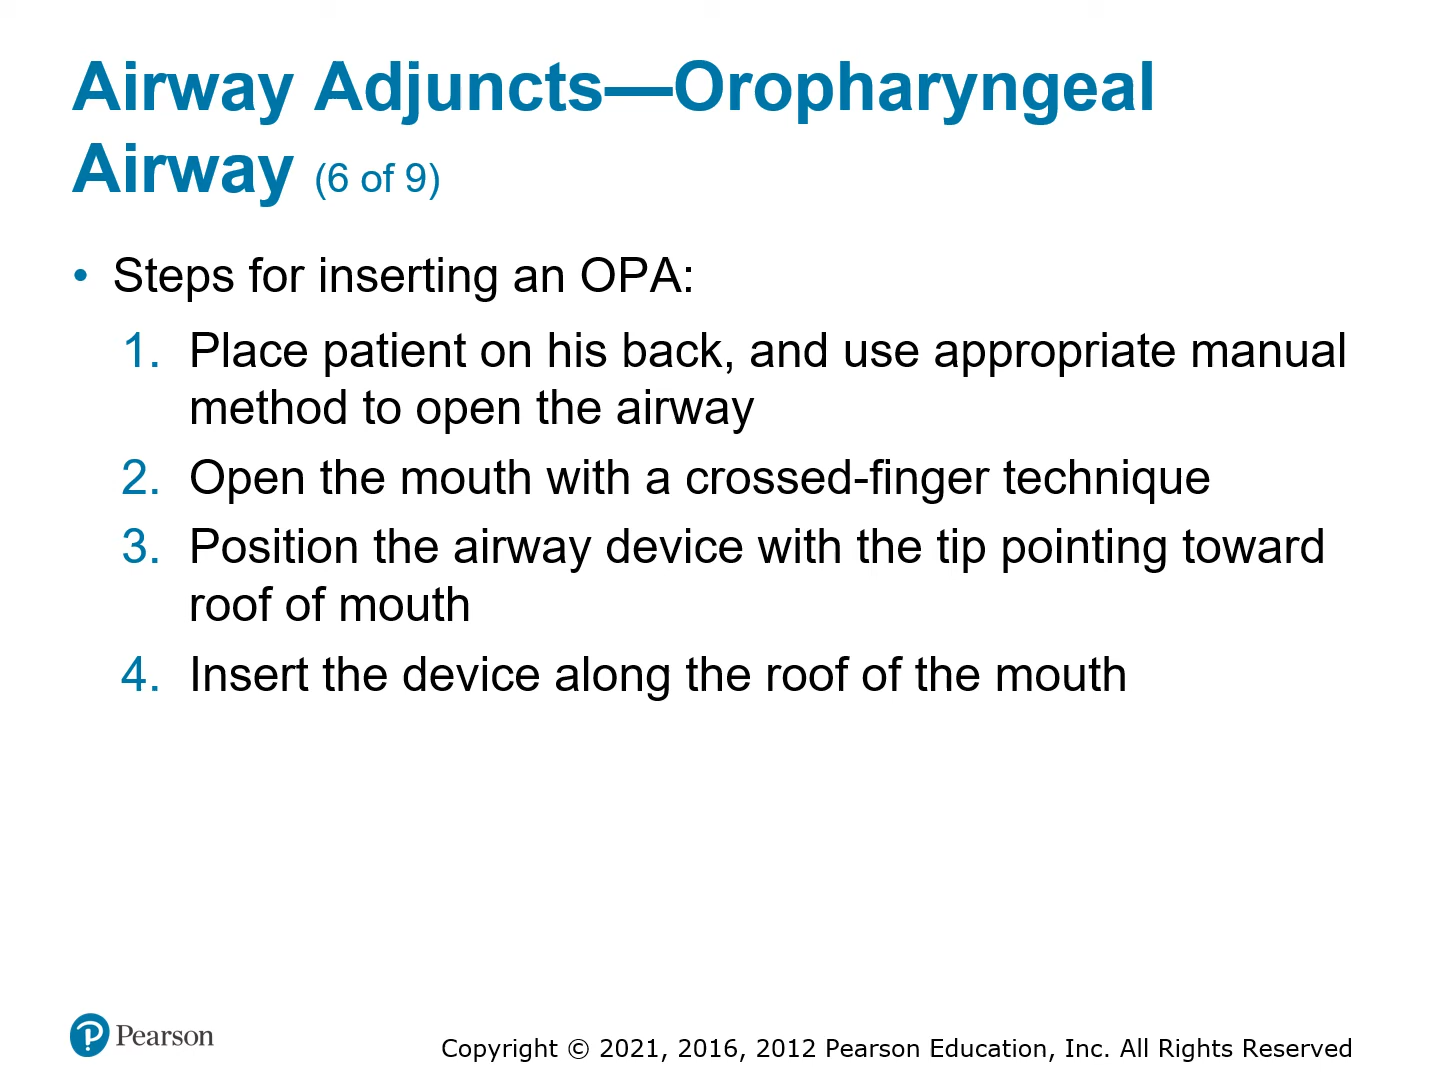 Airway Adjuncts—Oropharyngeal
Airway (6 of 9)
• Steps for inserting an OPA:
1. Place patient on his back, and use appropriate manual
method to open the airway
2. Open the mouth with a crossed-finger technique
3. Position the airway device with the tip pointing toward
roof of mouth
4. Insert the device along the roof of the mouth
Pearson
Copyright © 2021, 2016, 2012 Pearson Education, Inc. All Rights Reserved